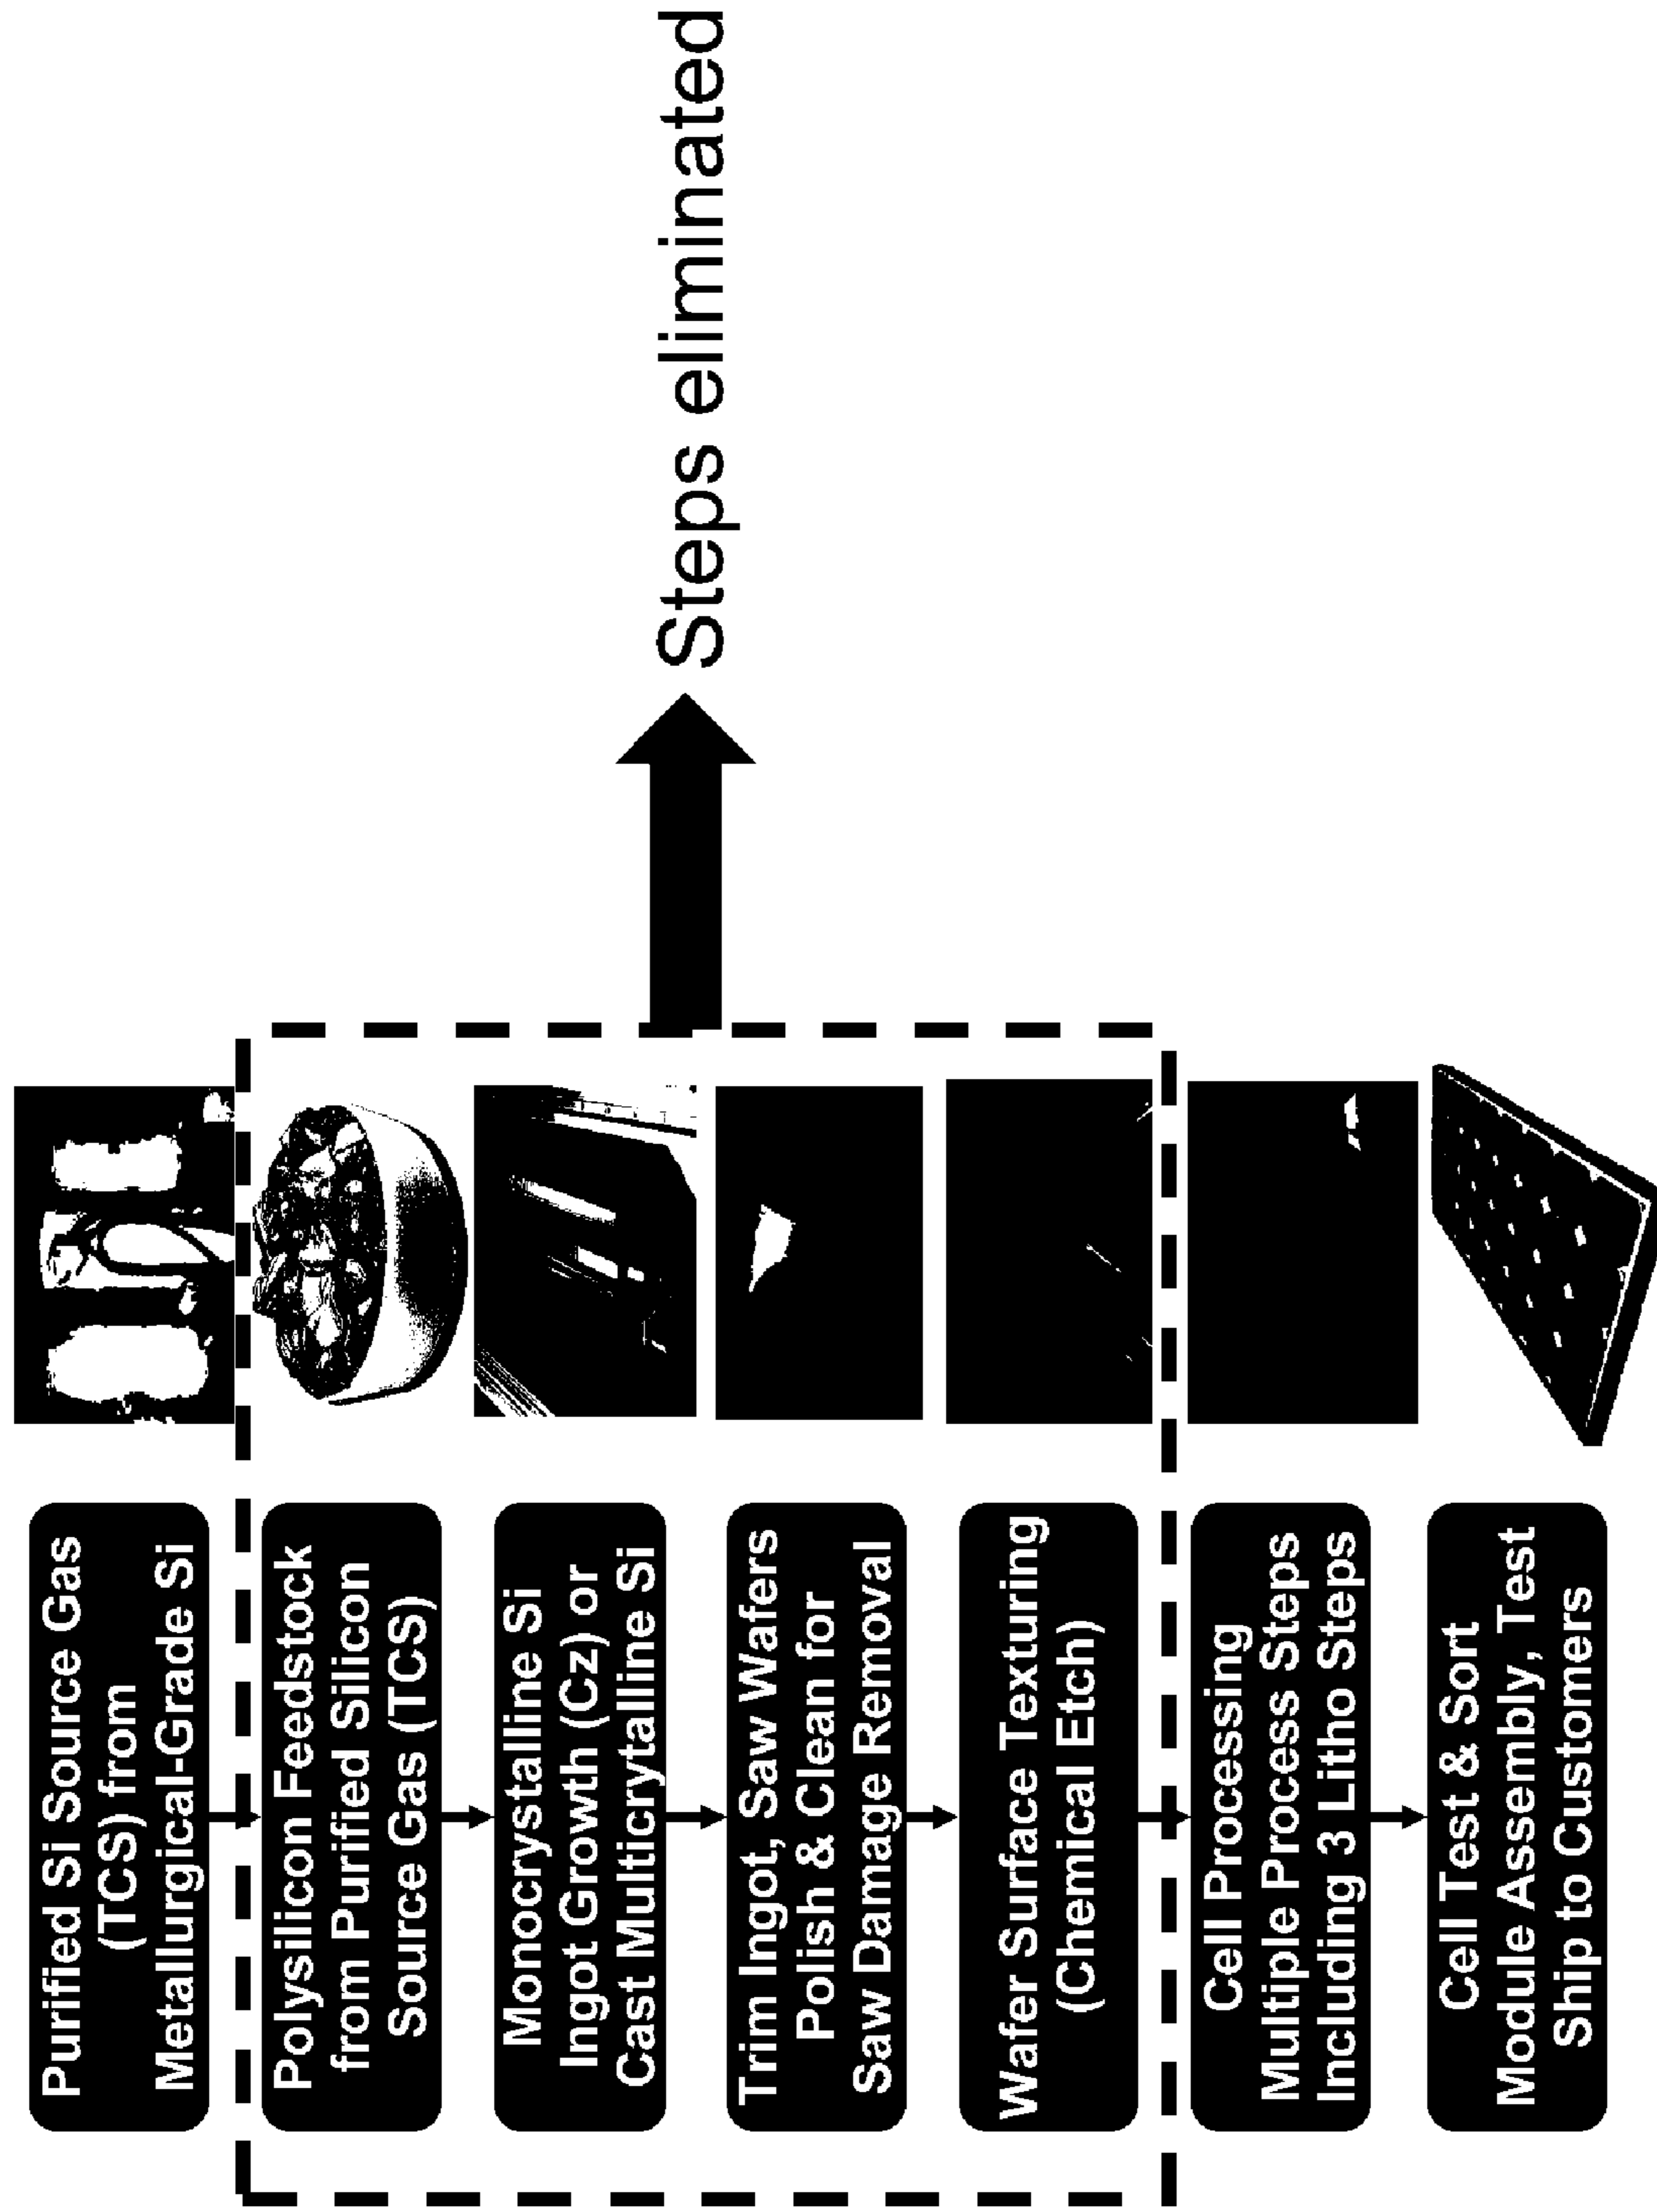 Purified Si Source Gas
(TCS) from
Metallurgical-Grade Si
Polysilicon Feedstock
from Purified Silicon
Source Gas (TCS)
Monocrystalline Si
Ingot Growth (Cz) or
Cast Multicrytalline Si
Trim Ingot, Saw Wafers
Polish & Clean for
Saw Damage Removal
Wafer Surface Texturing
(Chemical Etch)
Cell Processing
Multiple Process Steps
Including 3 Litho Steps
Cell Test & Sort
Module Assembly, Test
Ship to Customers
Steps eliminated